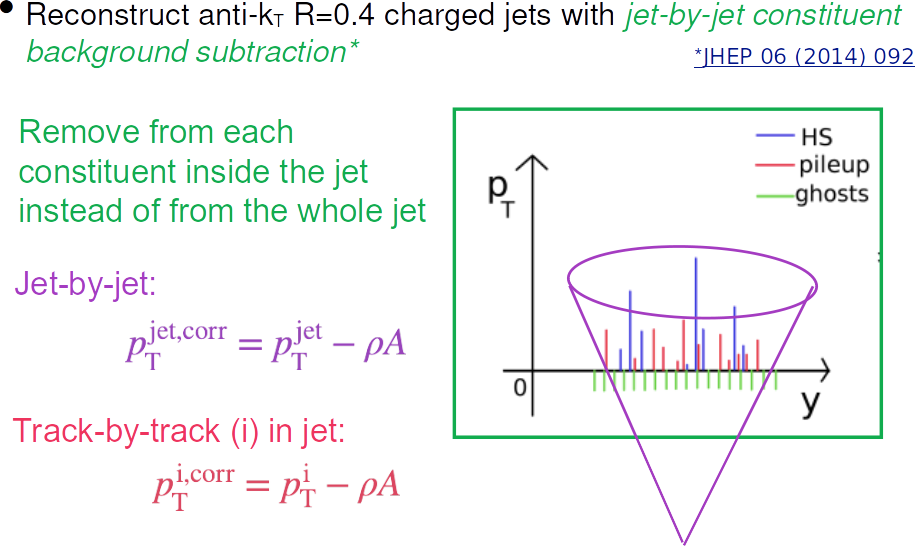 • Reconstruct anti-kT R=0.4 charged jets with jet-by-jet constituent
background subtraction*
*JHEP 06 (2014) 092
Remove from each
constituent inside the jet
instead of from the whole jet
Jet-by-jet:
p_T^{jet,corr} = p_T^{jet} − ρA
Track-by-track (i) in jet:
p_T^{i,corr} = p_T^{i} − ρA
HS
pileup
ghosts
p_T
0
y